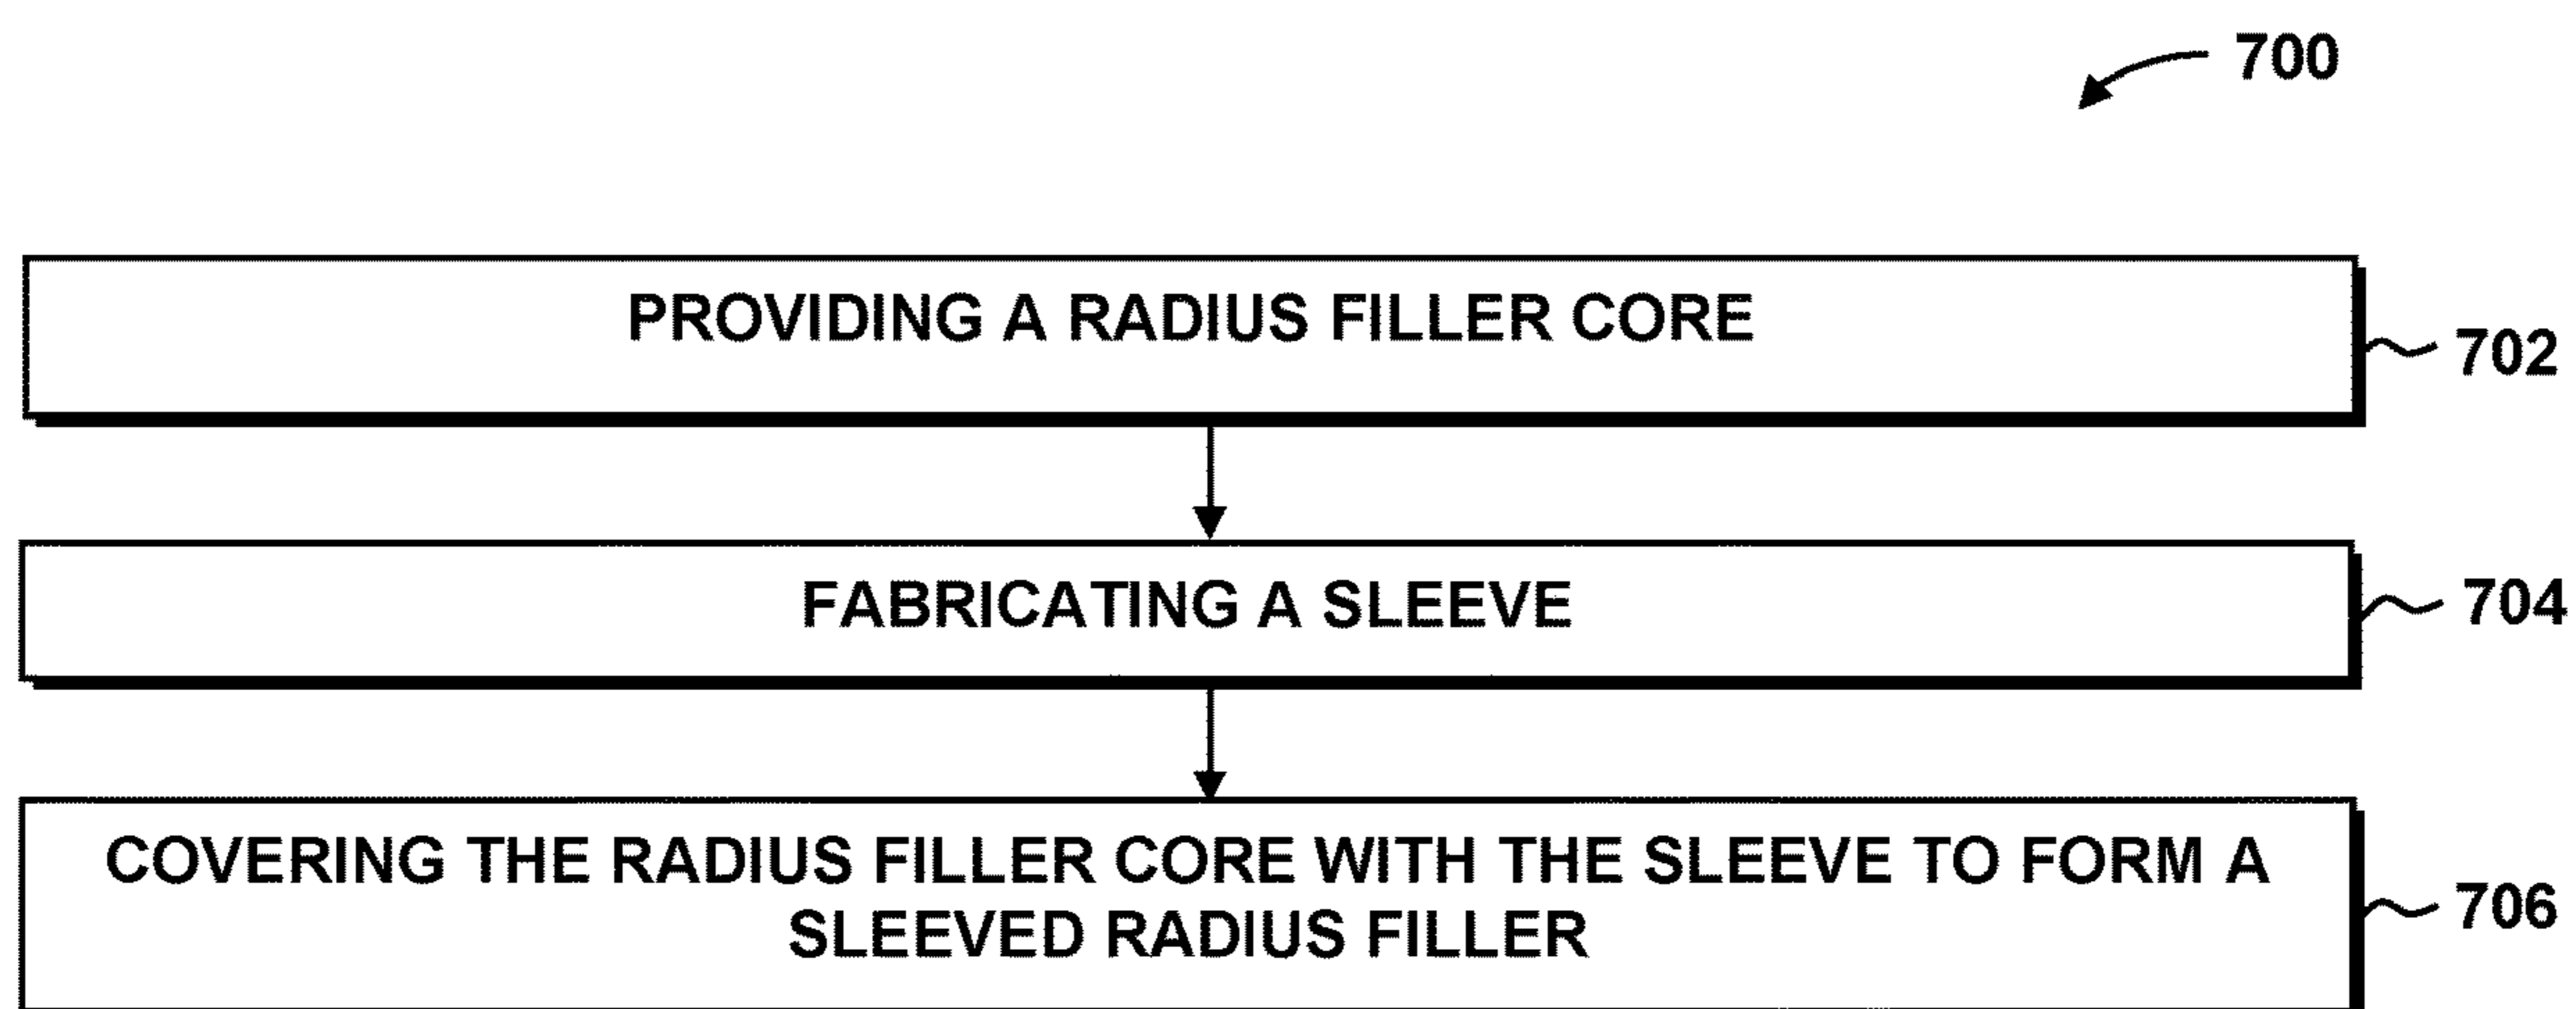 700
PROVIDING A RADIUS FILLER CORE
702
FABRICATING A SLEEVE
704
COVERING THE RADIUS FILLER CORE WITH THE SLEEVE TO FORM A
SLEEVED RADIUS FILLER
706